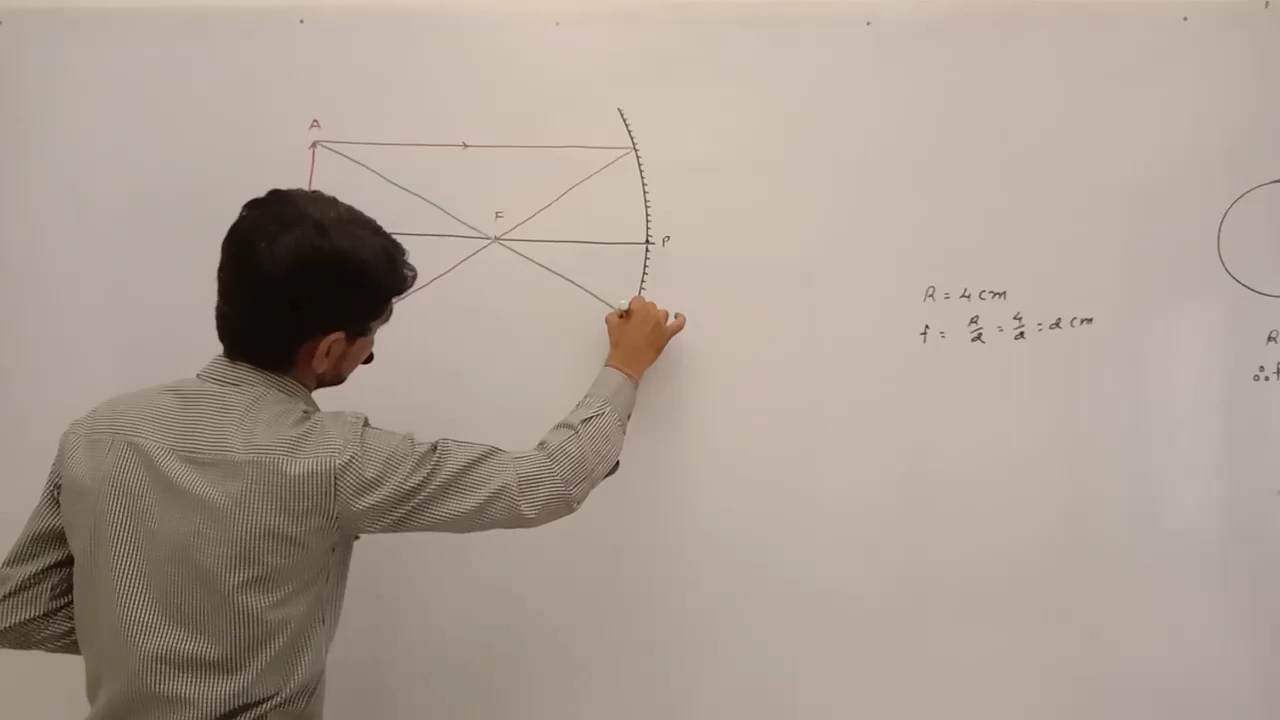 A
F
P
R = 4 cm
f = R/2 = 4/2 = 2 cm
R
∴ f